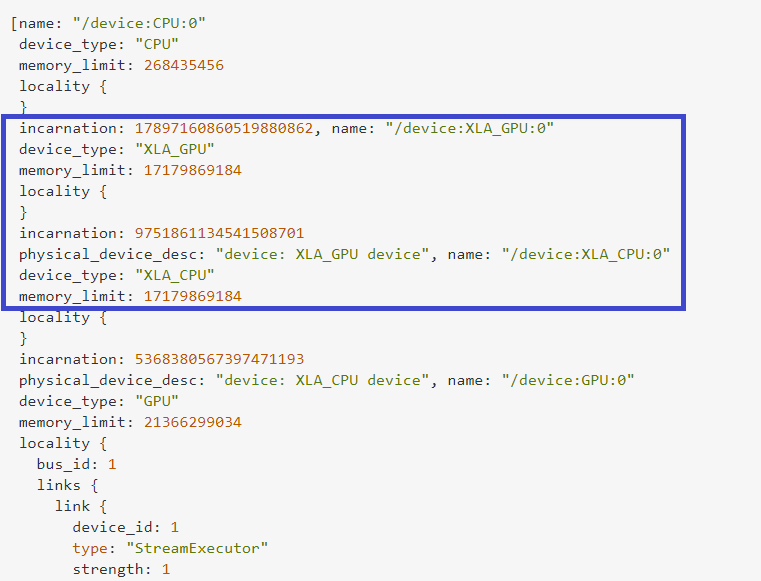 [name: "/device:CPU:0"
device_type: "CPU"
memory_limit: 268435456
locality {
}
incarnation: 17897160860519880862, name: "/device:XLA_GPU:0"
device_type: "XLA_GPU"
memory_limit: 17179869184
locality {
}
incarnation: 9751861134541508701
physical_device_desc: "device: XLA_GPU device", name: "/device:XLA_CPU:0"
device_type: "XLA_CPU"
memory_limit: 17179869184
locality {
}
incarnation: 5368380567397471193
physical_device_desc: "device: XLA_CPU device", name: "/device:GPU:0"
device_type: "GPU"
memory_limit: 21366299034
locality {
bus_id: 1
links {
link {
device_id: 1
type: "StreamExecutor"
strength: 1